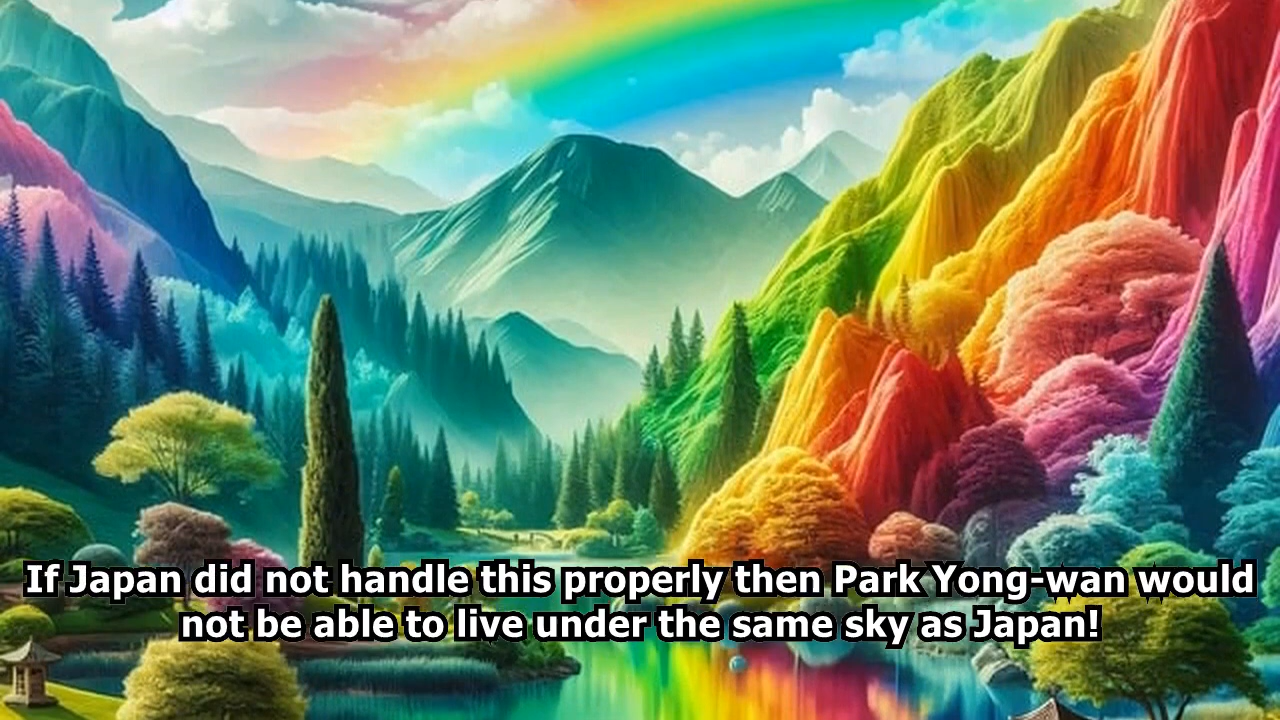 If Japan did not handle this properly then Park Yong-wan would
not be able to live under the same sky as Japan!